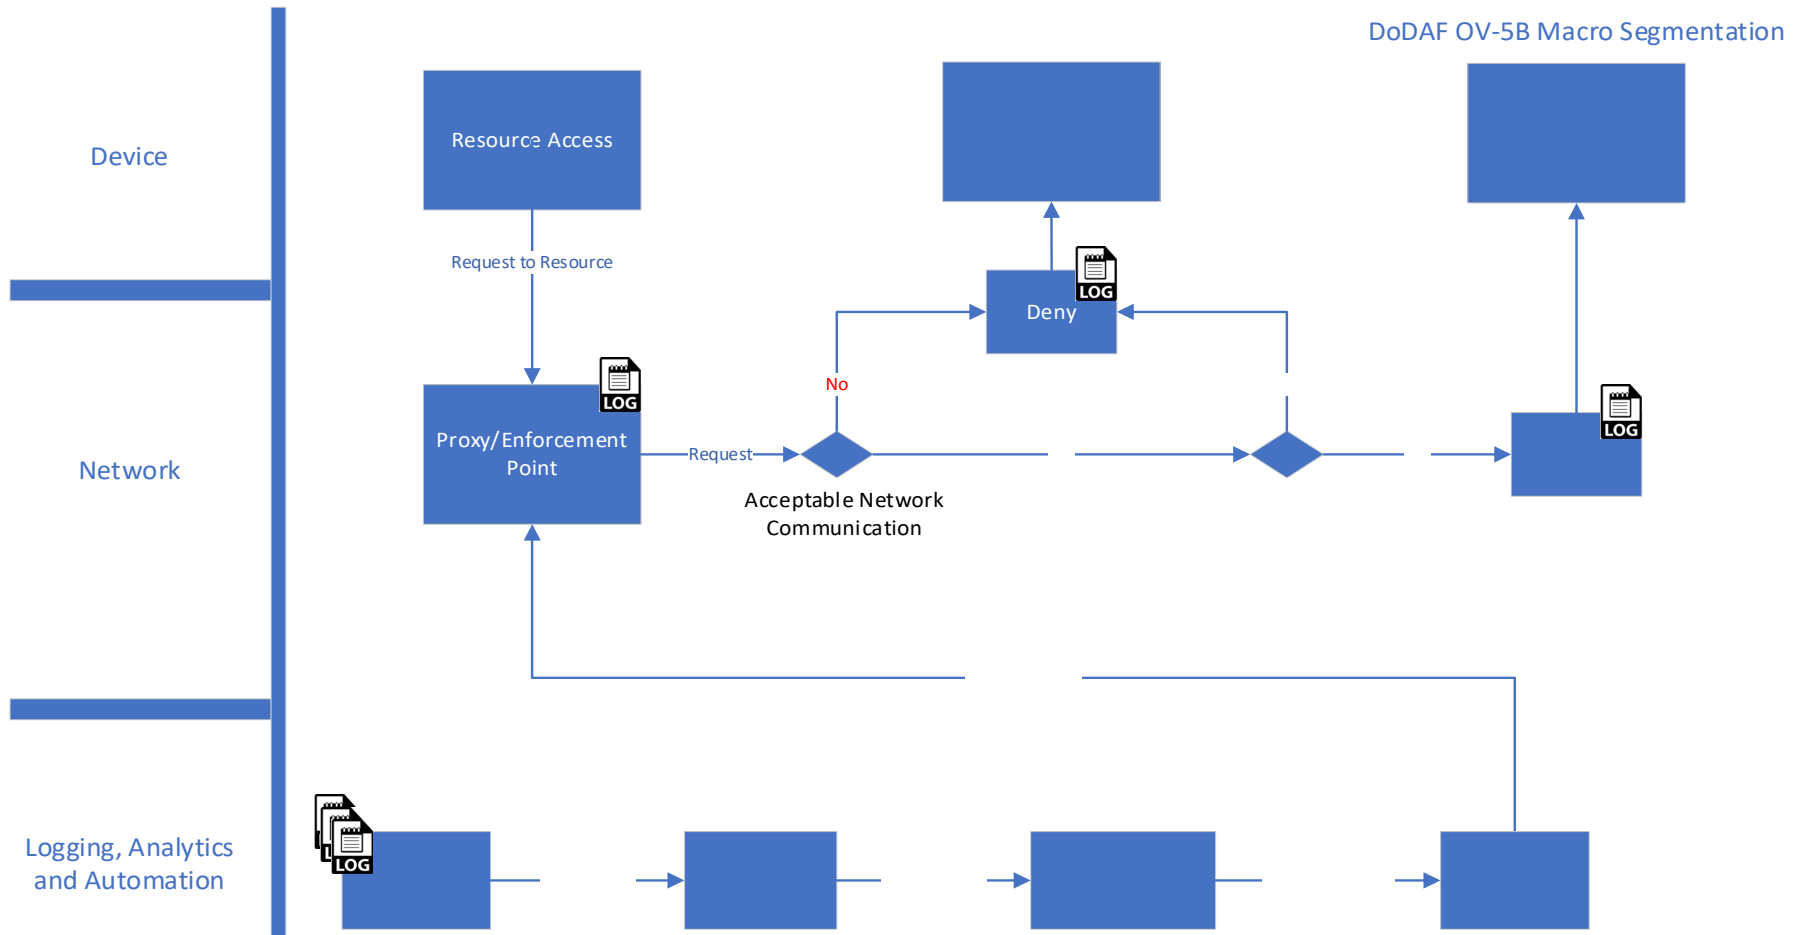 DoDAF OV-5B Macro Segmentation
Device
Resource Access
Request to Resource
LOG
Deny
No
LOG
Network
Proxy/Enforcement
Point
Request
LOG
Acceptable Network
Communication
Logging, Analytics
and Automation
LOG